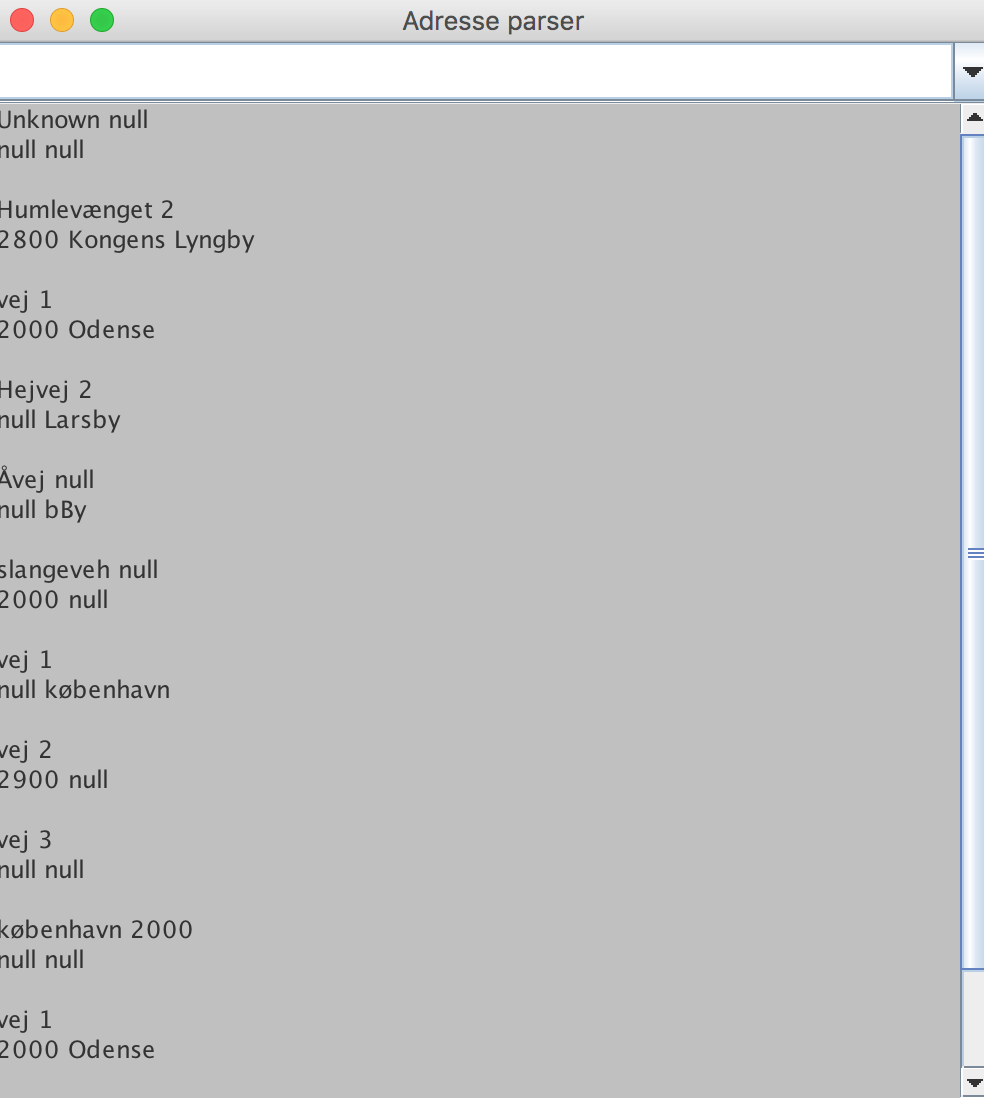 Adresse parser
Unknown null
null null
Humlevænget 2
2800 Kongens Lyngby
vej 1
2000 Odense
Hejvej 2
null Larsby
Åvej null
null bBy
slangeveh null
2000 null
vej 1
null københavn
vej 2
2900 null
vej 3
null null
københavn 2000
null null
vej 1
2000 Odense